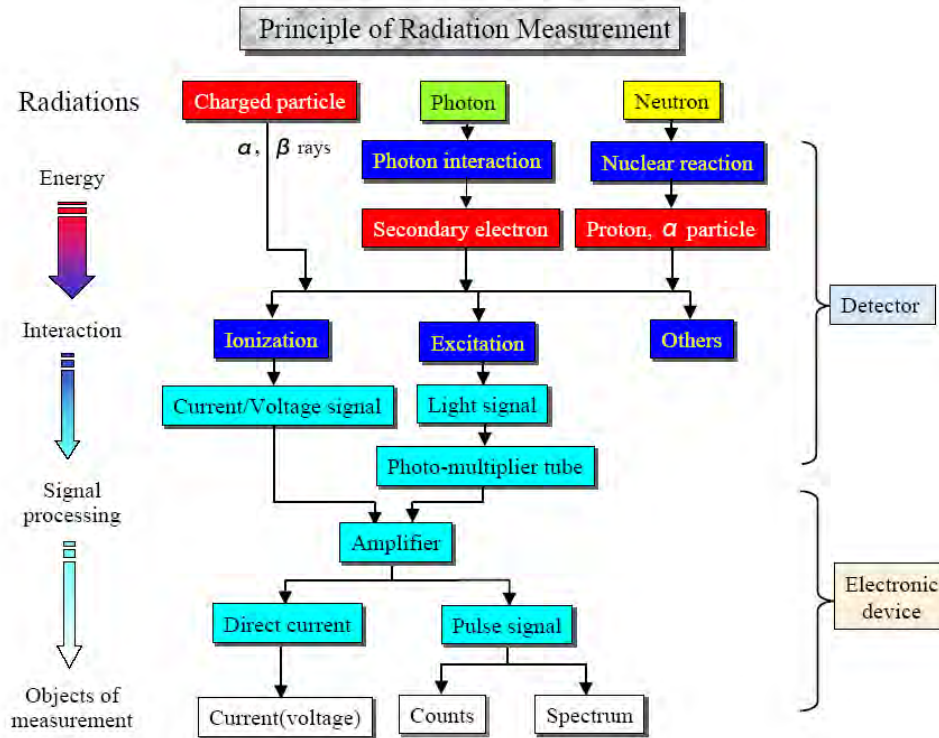 Principle of Radiation Measurement
Radiations
Charged particle
Photon
Neutron
α, β rays
Photon interaction
Nuclear reaction
Energy
Secondary electron
Proton, α particle
Detector
Interaction
Ionization
Excitation
Others
Current/Voltage signal
Light signal
Photo-multiplier tube
Signal
processing
Amplifier
Electronic
device
Direct current
Pulse signal
Objects of
measurement
Current(voltage)
Counts
Spectrum